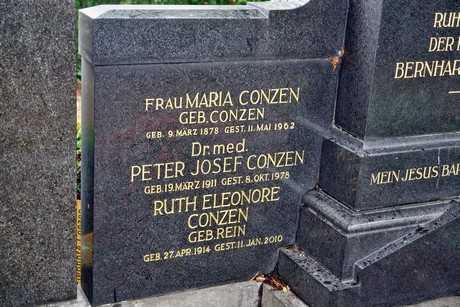 FRAU MARIA CONZEN
GEB. CONZEN
GEB. 9. MÄRZ 1878 GEST. 11. MAI 1962
Dr. med.
PETER JOSEF CONZEN
GEB. 19. MÄRZ 1911 GEST. 8. OKT. 1978
RUTH ELEONORE
CONZEN
GEB. REIN
GEB. 27. APR. 1914 GEST. 11. JAN. 2010
RUH
DER F
BERNHAR
MEIN JESUS BAR